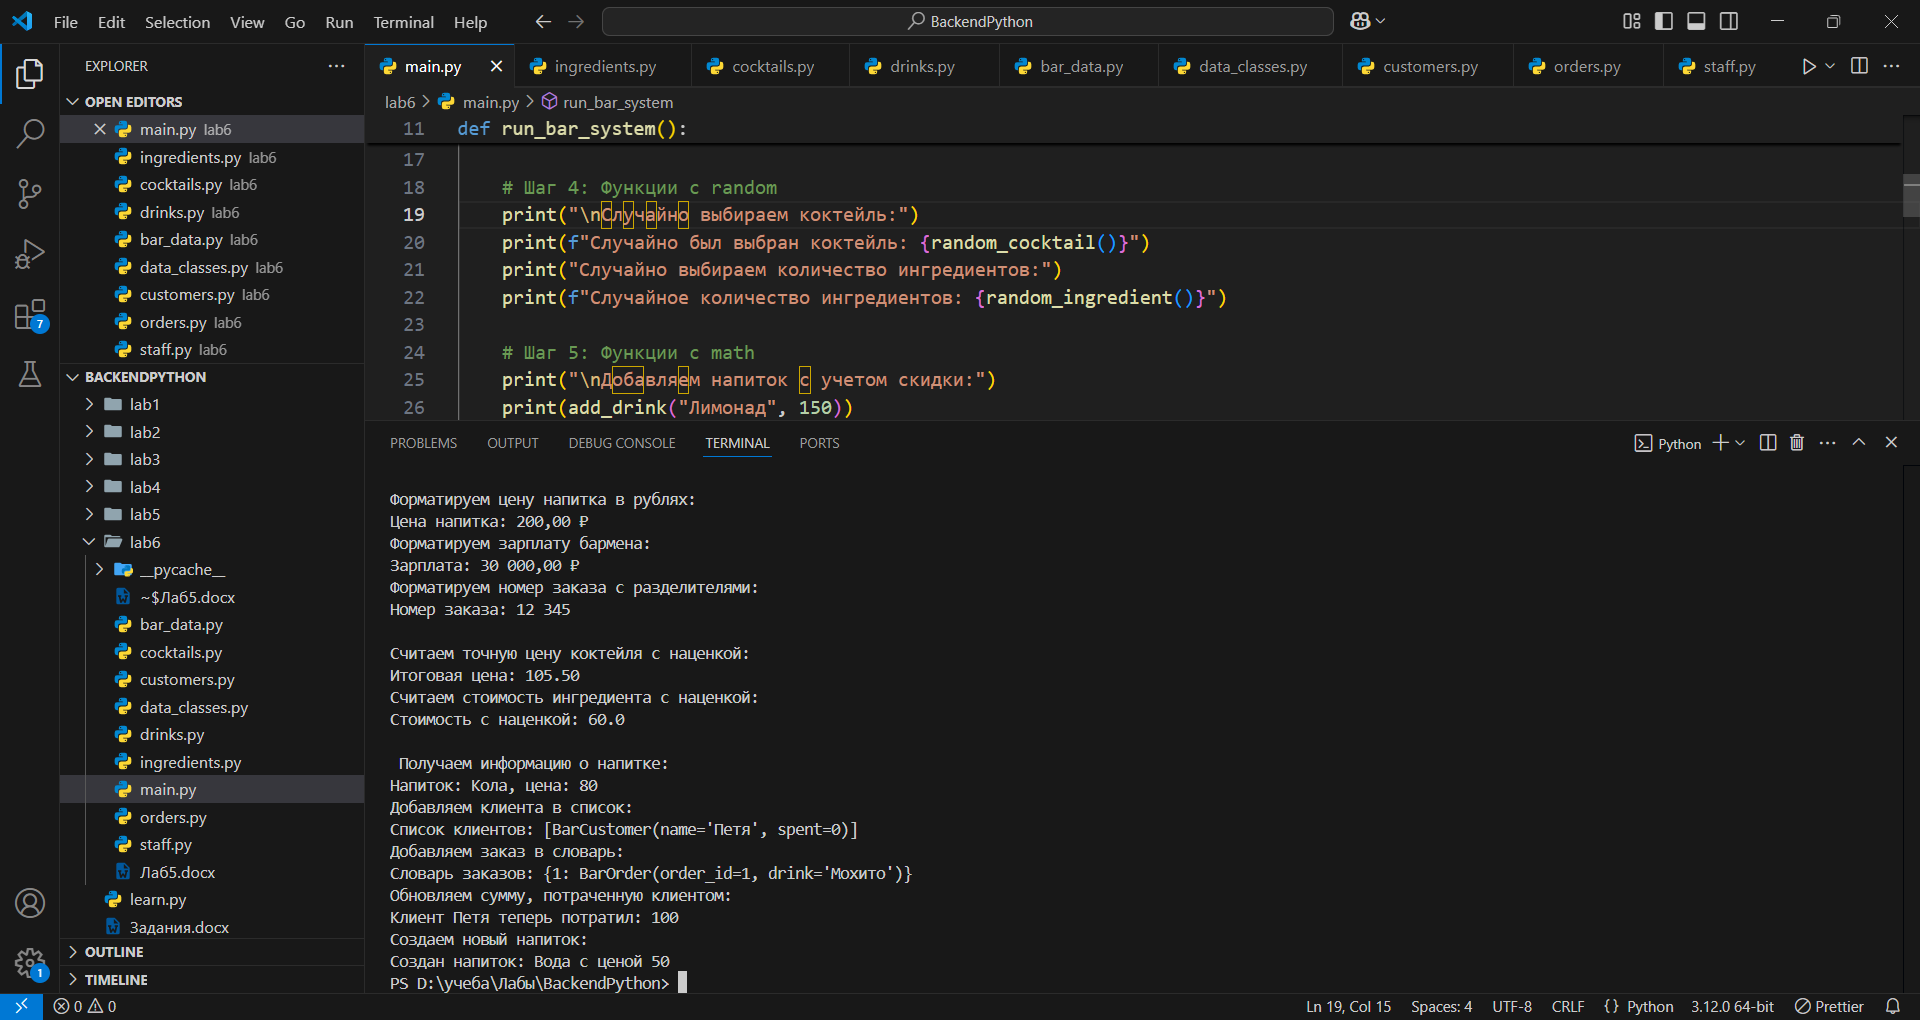 File Edit Selection View Go Run Terminal Help
BackendPython
EXPLORER
OPEN EDITORS
main.py lab6
ingredients.py lab6
cocktails.py lab6
drinks.py lab6
bar_data.py lab6
data_classes.py lab6
customers.py lab6
orders.py lab6
staff.py lab6
BACKENDPYTHON
lab1
lab2
lab3
lab4
lab5
lab6
__pycache__
~$Лаб5.docx
bar_data.py
cocktails.py
customers.py
data_classes.py
drinks.py
ingredients.py
main.py
orders.py
staff.py
Лаб5.docx
learn.py
Задания.docx
OUTLINE
TIMELINE
7
1
main.py ingredients.py cocktails.py drinks.py bar_data.py data_classes.py customers.py orders.py staff.py
lab6 > main.py > run_bar_system
11 def run_bar_system():
17
18 # Шаг 4: Функции с random
19 print("\nСлучайно выбираем коктейль:")
20 print(f"Случайно был выбран коктейль: {random_cocktail()}")
21 print("Случайно выбираем количество ингредиентов:")
22 print(f"Случайное количество ингредиентов: {random_ingredient()}")
23
24 # Шаг 5: Функции с math
25 print("\nДобавляем напиток с учетом скидки:")
26 print(add_drink("Лимонад", 150))
PROBLEMS OUTPUT DEBUG CONSOLE TERMINAL PORTS
Python
Форматируем цену напитка в рублях:
Цена напитка: 200,00 ₽
Форматируем зарплату бармена:
Зарплата: 30 000,00 ₽
Форматируем номер заказа с разделителями:
Номер заказа: 12 345
Считаем точную цену коктейля с наценкой:
Итоговая цена: 105.50
Считаем стоимость ингредиента с наценкой:
Стоимость с наценкой: 60.0
Получаем информацию о напитке:
Напиток: Кола, цена: 80
Добавляем клиента в список:
Список клиентов: [BarCustomer(name='Петя', spent=0)]
Добавляем заказ в словарь:
Словарь заказов: {1: BarOrder(order_id=1, drink='Мохито')}
Обновляем сумму, потраченную клиентом:
Клиент Петя теперь потратил: 100
Создаем новый напиток:
Создан напиток: Вода с ценой 50
PS D:\учеба\Лабы\BackendPython>
0 0 Ln 19, Col 15 Spaces: 4 UTF-8 CRLF {} Python 3.12.0 64-bit Prettier